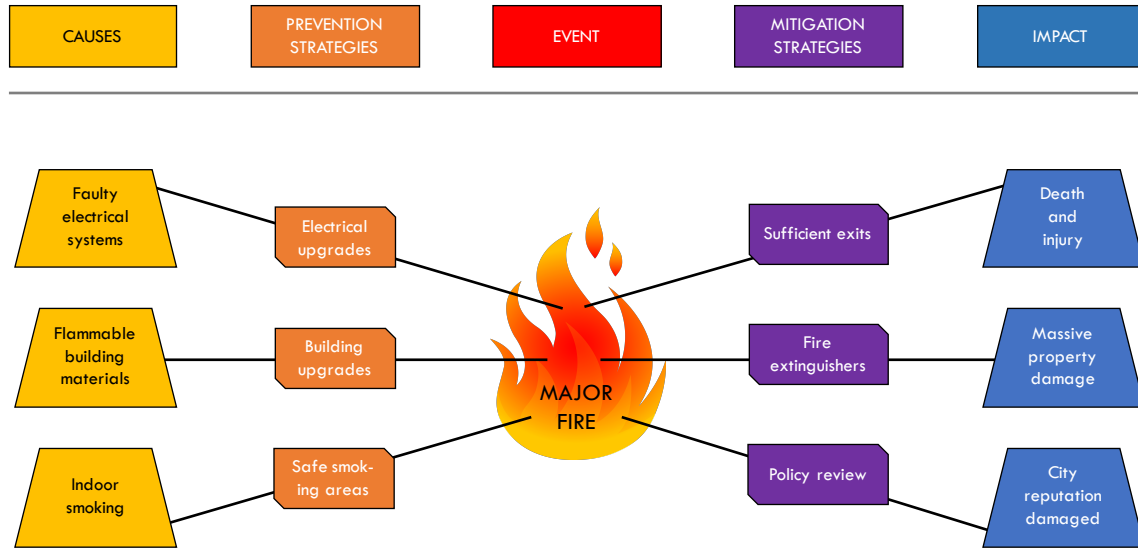 CAUSES
PREVENTION
STRATEGIES
EVENT
MITIGATION
STRATEGIES
IMPACT
Faulty
electrical
systems
Electrical
upgrades
Sufficient exits
Death
and
injury
Flammable
building
materials
Building
upgrades
MAJOR
FIRE
Fire
extinguishers
Massive
property
damage
Indoor
smoking
Safe smok-
ing areas
Policy review
City
reputation
damaged